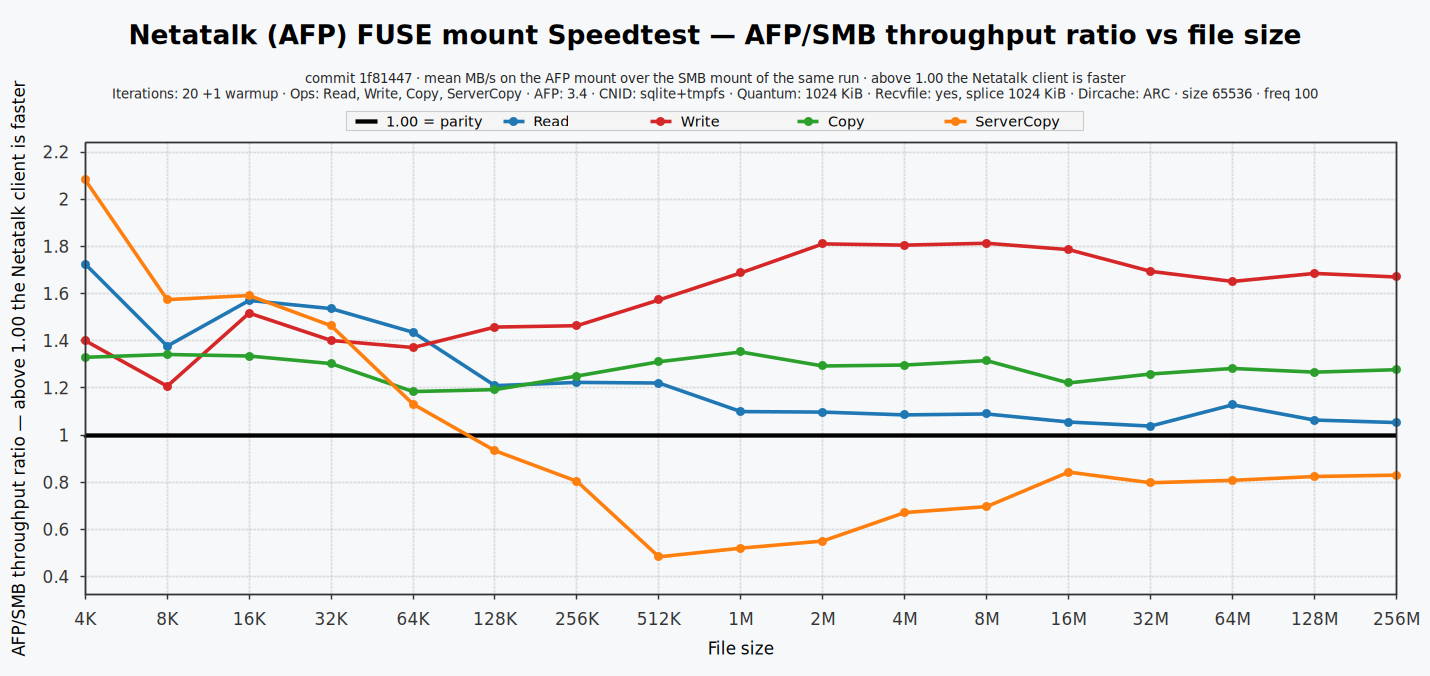 Netatalk (AFP) FUSE mount Speedtest — AFP/SMB throughput ratio vs file size
commit 1f81447 · mean MB/s on the AFP mount over the SMB mount of the same run · above 1.00 the Netatalk client is faster
Iterations: 20 +1 warmup · Ops: Read, Write, Copy, ServerCopy · AFP: 3.4 · CNID: sqlite+tmpfs · Quantum: 1024 KiB · Recvfile: yes, splice 1024 KiB · Dircache: ARC · size 65536 · freq 100
1.00 = parity Read Write Copy ServerCopy
AFP/SMB throughput ratio — above 1.00 the Netatalk client is faster
2.2
2
1.8
1.6
1.4
1.2
1
0.8
0.6
0.4
4K 8K 16K 32K 64K 128K 256K 512K 1M 2M 4M 8M 16M 32M 64M 128M 256M
File size